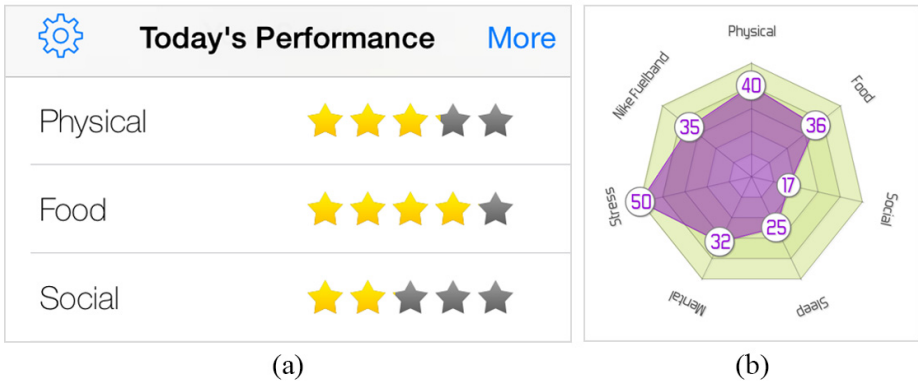 Today's Performance
More
Physical
Food
Social
(a)
Physical
Food
Social
Sleep
Mental
Stress
Nike Fuelband
40
36
17
25
32
50
35
(b)